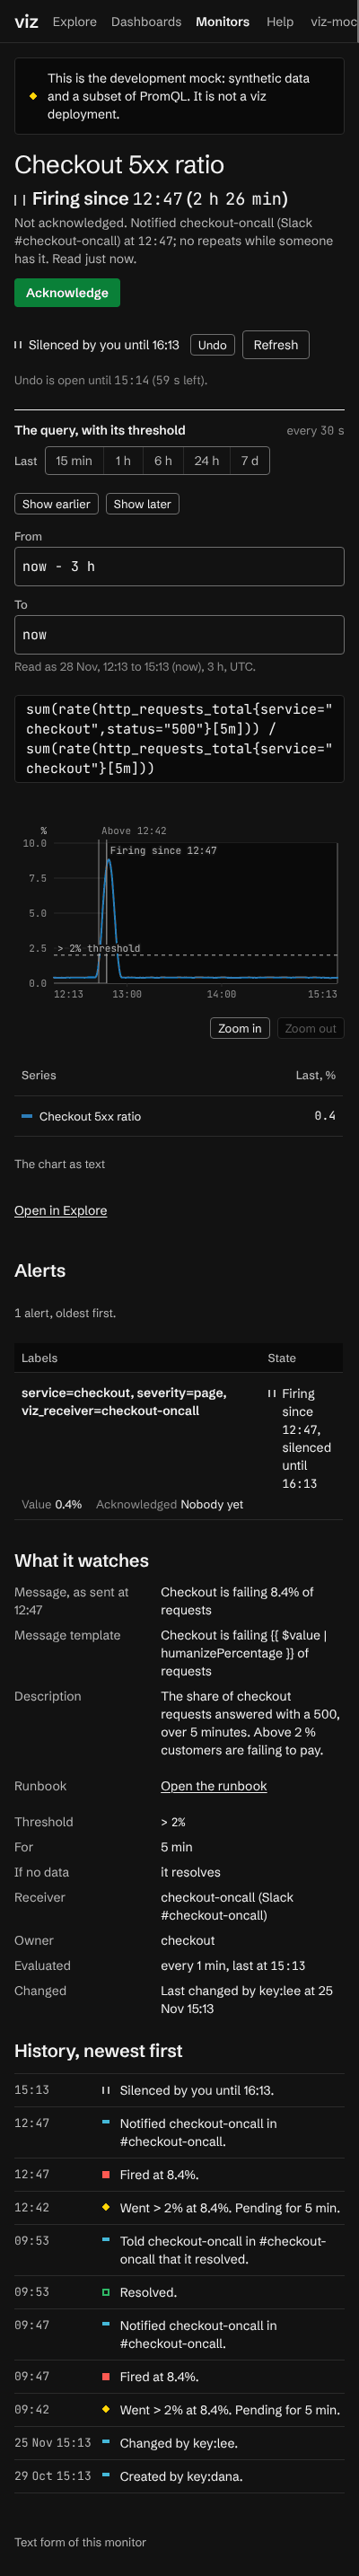 viz Explore Dashboards Monitors Help viz-moc
This is the development mock: synthetic data
and a subset of PromQL. It is not a viz
deployment.
Checkout 5xx ratio
Firing since 12:47 (2 h 26 min)
Not acknowledged. Notified checkout-oncall (Slack
#checkout-oncall) at 12:47; no repeats while someone
has it. Read just now.
Acknowledge
Silenced by you until 16:13 Undo Refresh
Undo is open until 15:14 (59 s left).
The query, with its threshold every 30 s
Last 15 min 1 h 6 h 24 h 7 d
Show earlier Show later
From
now - 3 h
To
now
Read as 28 Nov, 12:13 to 15:13 (now), 3 h, UTC.
sum(rate(http_requests_total{service="
checkout",status="500"}[5m])) /
sum(rate(http_requests_total{service="
checkout"}[5m]))
% Above 12:42
10.0 Firing since 12:47
7.5
5.0
2.5 > 2% threshold
0.0
12:13 13:00 14:00 15:13
Zoom in Zoom out
Series Last, %
Checkout 5xx ratio 0.4
The chart as text
Open in Explore
Alerts
1 alert, oldest first.
Labels State
service=checkout, severity=page, Firing
viz_receiver=checkout-oncall since
12:47,
silenced
until
16:13
Value 0.4% Acknowledged Nobody yet
What it watches
Message, as sent at Checkout is failing 8.4% of
12:47 requests
Message template Checkout is failing {{ $value |
humanizePercentage }} of
requests
Description The share of checkout
requests answered with a 500,
over 5 minutes. Above 2 %
customers are failing to pay.
Runbook Open the runbook
Threshold > 2%
For 5 min
If no data it resolves
Receiver checkout-oncall (Slack
#checkout-oncall)
Owner checkout
Evaluated every 1 min, last at 15:13
Changed Last changed by key:lee at 25
Nov 15:13
History, newest first
15:13 Silenced by you until 16:13.
12:47 Notified checkout-oncall in
#checkout-oncall.
12:47 Fired at 8.4%.
12:42 Went > 2% at 8.4%. Pending for 5 min.
09:53 Told checkout-oncall in #checkout-
oncall that it resolved.
09:53 Resolved.
09:47 Notified checkout-oncall in
#checkout-oncall.
09:47 Fired at 8.4%.
09:42 Went > 2% at 8.4%. Pending for 5 min.
25 Nov 15:13 Changed by key:lee.
29 Oct 15:13 Created by key:dana.
Text form of this monitor